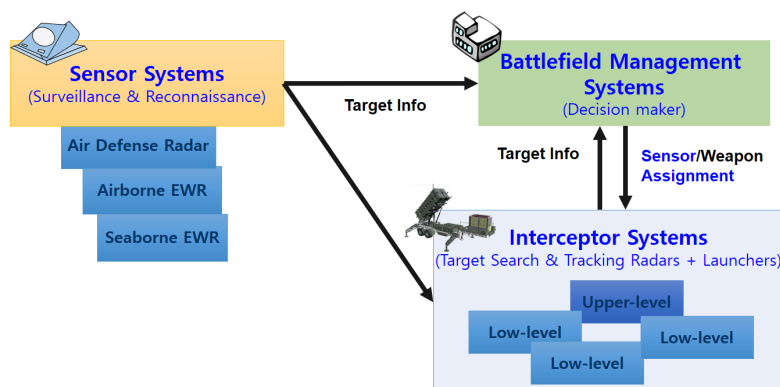 Sensor Systems
(Surveillance & Reconnaissance)
Air Defense Radar
Airborne EWR
Seaborne EWR
Target Info
Battlefield Management
Systems
(Decision maker)
Target Info
Sensor/Weapon
Assignment
Interceptor Systems
(Target Search & Tracking Radars + Launchers)
Upper-level
Low-level
Low-level
Low-level